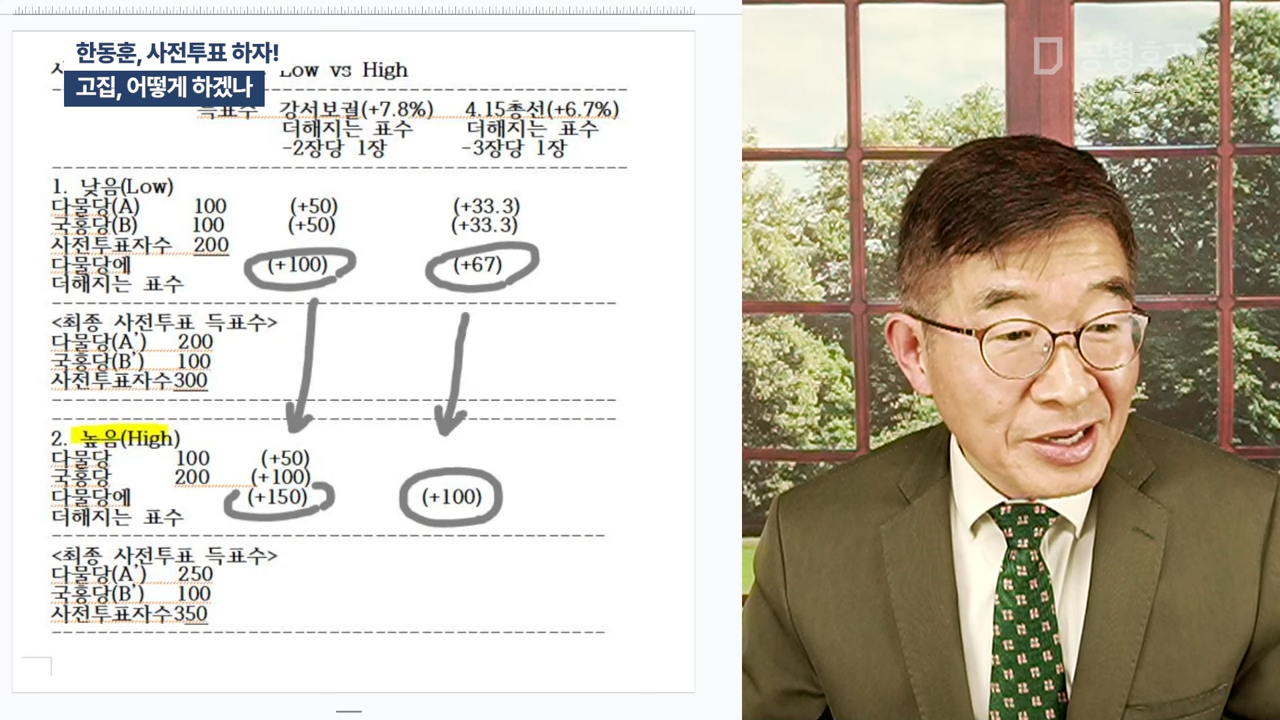 한동훈, 사전투표 하자!
고집, 어떻게 하겠나
Low vs High
득표수 강서보궐(+7.8%) 4.15총선(+6.7%)
더해지는 표수 더해지는 표수
-2장당 1장 -3장당 1장
1. 낮음(Low)
다물당(A) 100 (+50) (+33.3)
국홍당(B) 100 (+50) (+33.3)
사전투표자수 200
다물당에 (+100) (+67)
더해지는 표수
<최종 사전투표 득표수>
다물당(A') 200
국홍당(B') 100
사전투표자수300
2. 높음(High)
다물당 100 (+50)
국홍당 200 (+100)
다물당에 (+150) (+100)
더해지는 표수
<최종 사전투표 득표수>
다물당(A') 250
국홍당(B') 100
사전투표자수350
공병호TV